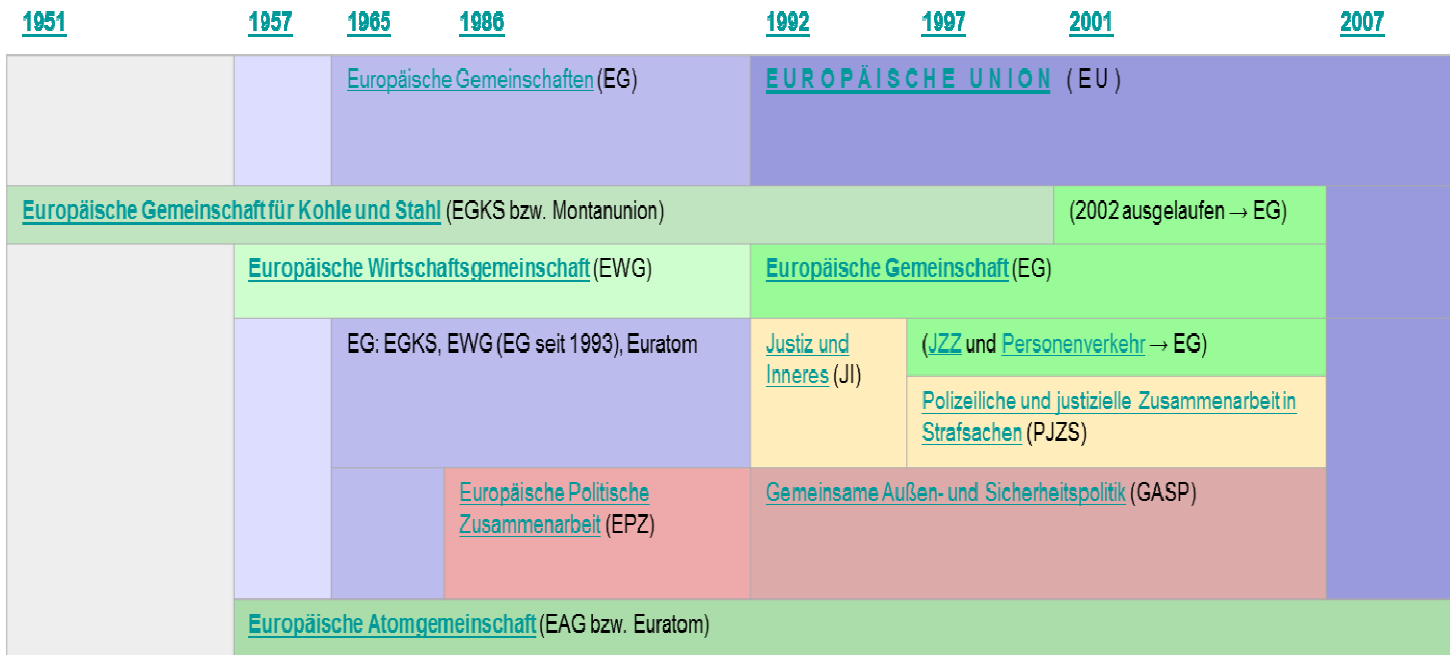 1951 1957 1965 1986 1992 1997 2001 2007
Europäische Gemeinschaften (EG)
EUROPÄISCHE UNION (EU)
Europäische Gemeinschaft für Kohle und Stahl (EGKS bzw. Montanunion)
(2002 ausgelaufen → EG)
Europäische Wirtschaftsgemeinschaft (EWG)
Europäische Gemeinschaft (EG)
EG: EGKS, EWG (EG seit 1993), Euratom
Justiz und
Inneres (JI)
(JZZ und Personenverkehr → EG)
Polizeiliche und justizielle Zusammenarbeit in
Strafsachen (PJZS)
Europäische Politische
Zusammenarbeit (EPZ)
Gemeinsame Außen- und Sicherheitspolitik (GASP)
Europäische Atomgemeinschaft (EAG bzw. Euratom)